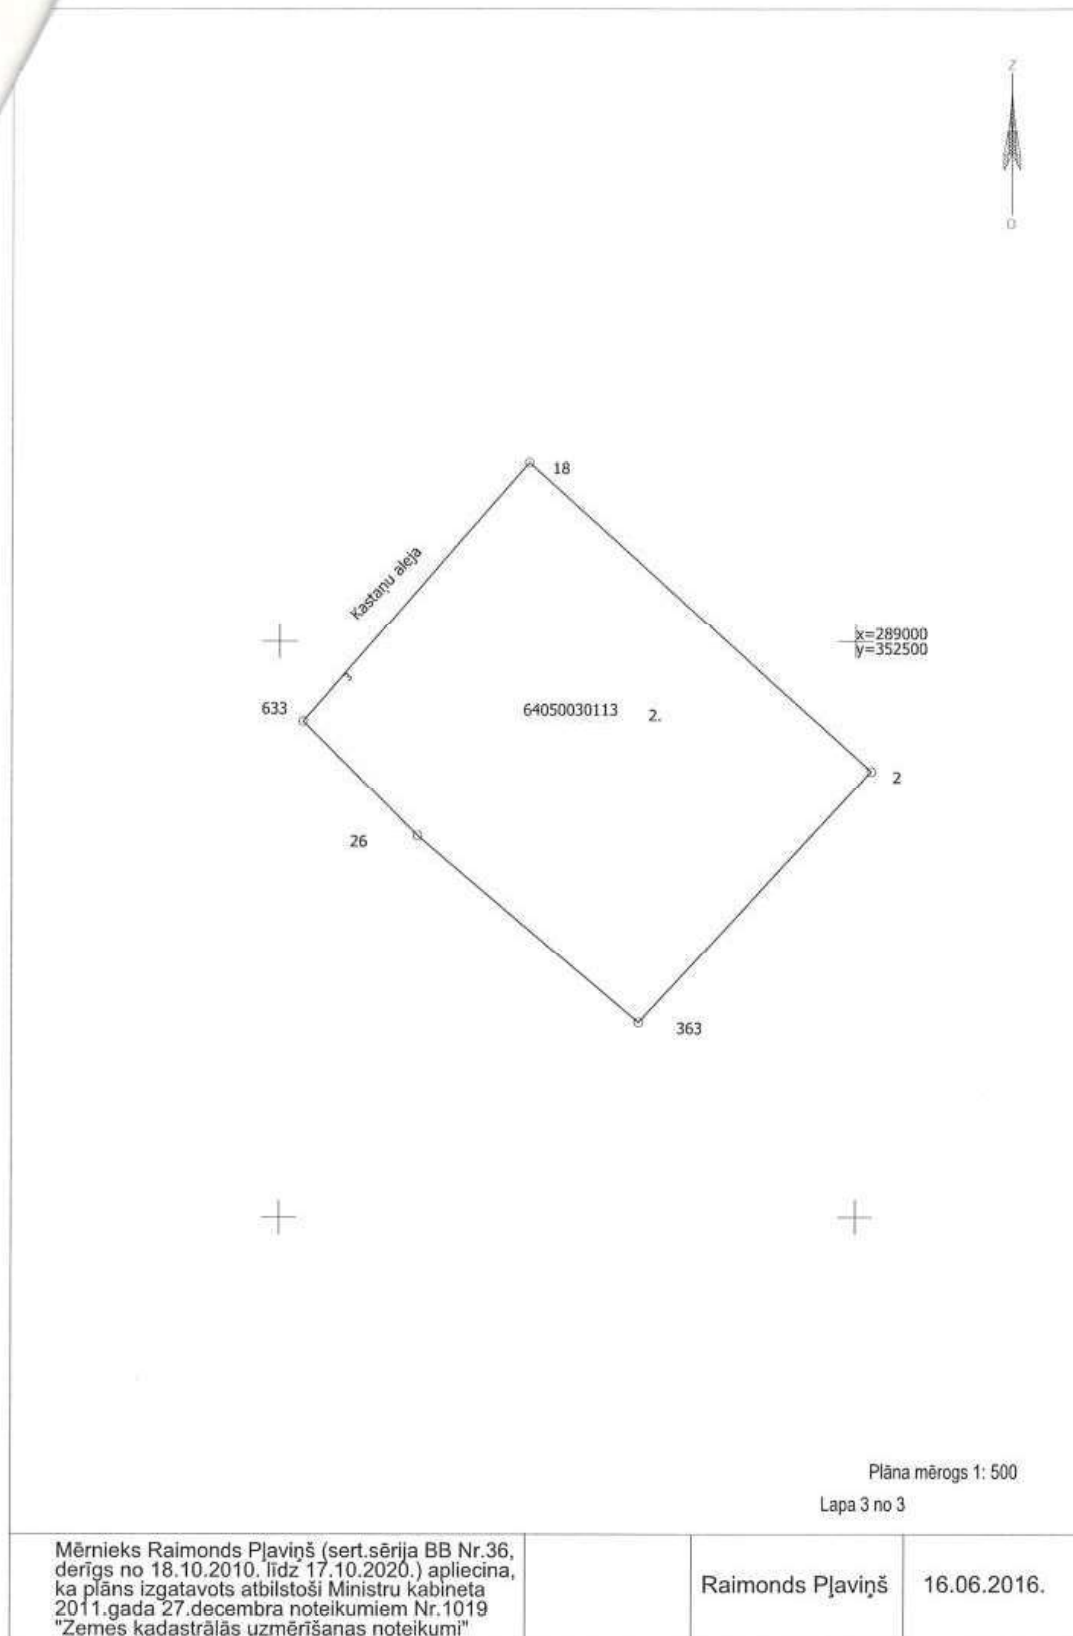 Z
D
18
Kastaņu aleja
x=289000
y=352500
3
633
64050030113 2.
2
26
363
Plāna mērogs 1: 500
Lapa 3 no 3
Mērnieks Raimonds Pļaviņš (sert.sērija BB Nr.36,
derīgs no 18.10.2010. līdz 17.10.2020.) apliecina,
ka plāns izgatavots atbilstoši Ministru kabineta
2011.gada 27.decembra noteikumiem Nr.1019
"Zemes kadastrālās uzmērīšanas noteikumi"
Raimonds Pļaviņš
16.06.2016.